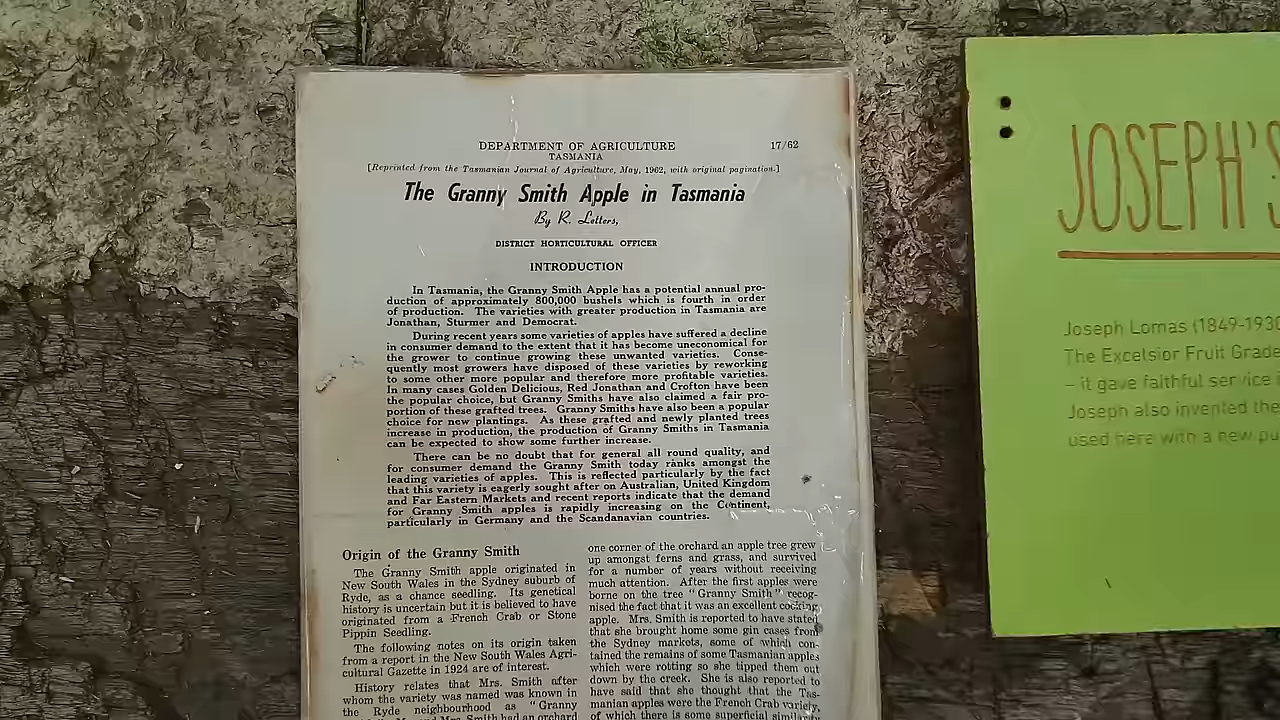 DEPARTMENT OF AGRICULTURE
TASMANIA
17/62
[Reprinted from the Tasmanian Journal of Agriculture, May, 1962, with original pagination.]
The Granny Smith Apple in Tasmania
By R. Letters,
DISTRICT HORTICULTURAL OFFICER
INTRODUCTION
In Tasmania, the Granny Smith Apple has a potential annual pro-
duction of approximately 800,000 bushels which is fourth in order
of production. The varieties with greater production in Tasmania are
Jonathan, Sturmer and Democrat.
During recent years some varieties of apples have suffered a decline
in consumer demand to the extent that it has become uneconomical for
the grower to continue growing these unwanted varieties. Conse-
quently most growers have disposed of these varieties by reworking
to some other more popular and therefore more profitable varieties.
In many cases Golden Delicious, Red Jonathan and Crofton have been
the popular choice, but Granny Smiths have also claimed a fair pro-
portion of these grafted trees. Granny Smiths have also been a popular
choice for new plantings. As these grafted and newly planted trees
increase in production, the production of Granny Smiths in Tasmania
can be expected to show some further increase.
There can be no doubt that for general all round quality, and
for consumer demand the Granny Smith today ranks amongst the
leading varieties of apples. This is reflected particularly by the fact
that this variety is eagerly sought after on Australian, United Kingdom
and Far Eastern Markets and recent reports indicate that the demand
for Granny Smith apples is rapidly increasing on the Continent,
particularly in Germany and the Scandanavian countries.
Origin of the Granny Smith
The Granny Smith apple originated in
New South Wales in the Sydney suburb of
Ryde, as a chance seedling. Its genetical
history is uncertain but it is believed to have
originated from a French Crab or Stone
Pippin Seedling.
The following notes on its origin taken
from a report in the New South Wales Agri-
cultural Gazette in 1924 are of interest.
History relates that Mrs. Smith after
whom the variety was named was known in
the Ryde neighbourhood as "Granny
Mrs. Smith had an orchard
one corner of the orchard an apple tree grew
up amongst ferns and grass, and survived
for a number of years without receiving
much attention. After the first apples were
borne on the tree "Granny Smith" recog-
nised the fact that it was an excellent cooking
apple. Mrs. Smith is reported to have stated
that she brought home some gin cases from
the Sydney markets, some of which con-
tained the remains of some Tasmanian apples
which were rotting so she tipped them out
down by the creek. She is also reported to
have said that she thought that the Tas-
manian apples were the French Crab variety,
of which there is some superficial similarity
JOSEPH'S
Joseph Lomas (1849-1930
The Excelsior Fruit Grade
– it gave faithful service
Joseph also invented the
used here with a new pu